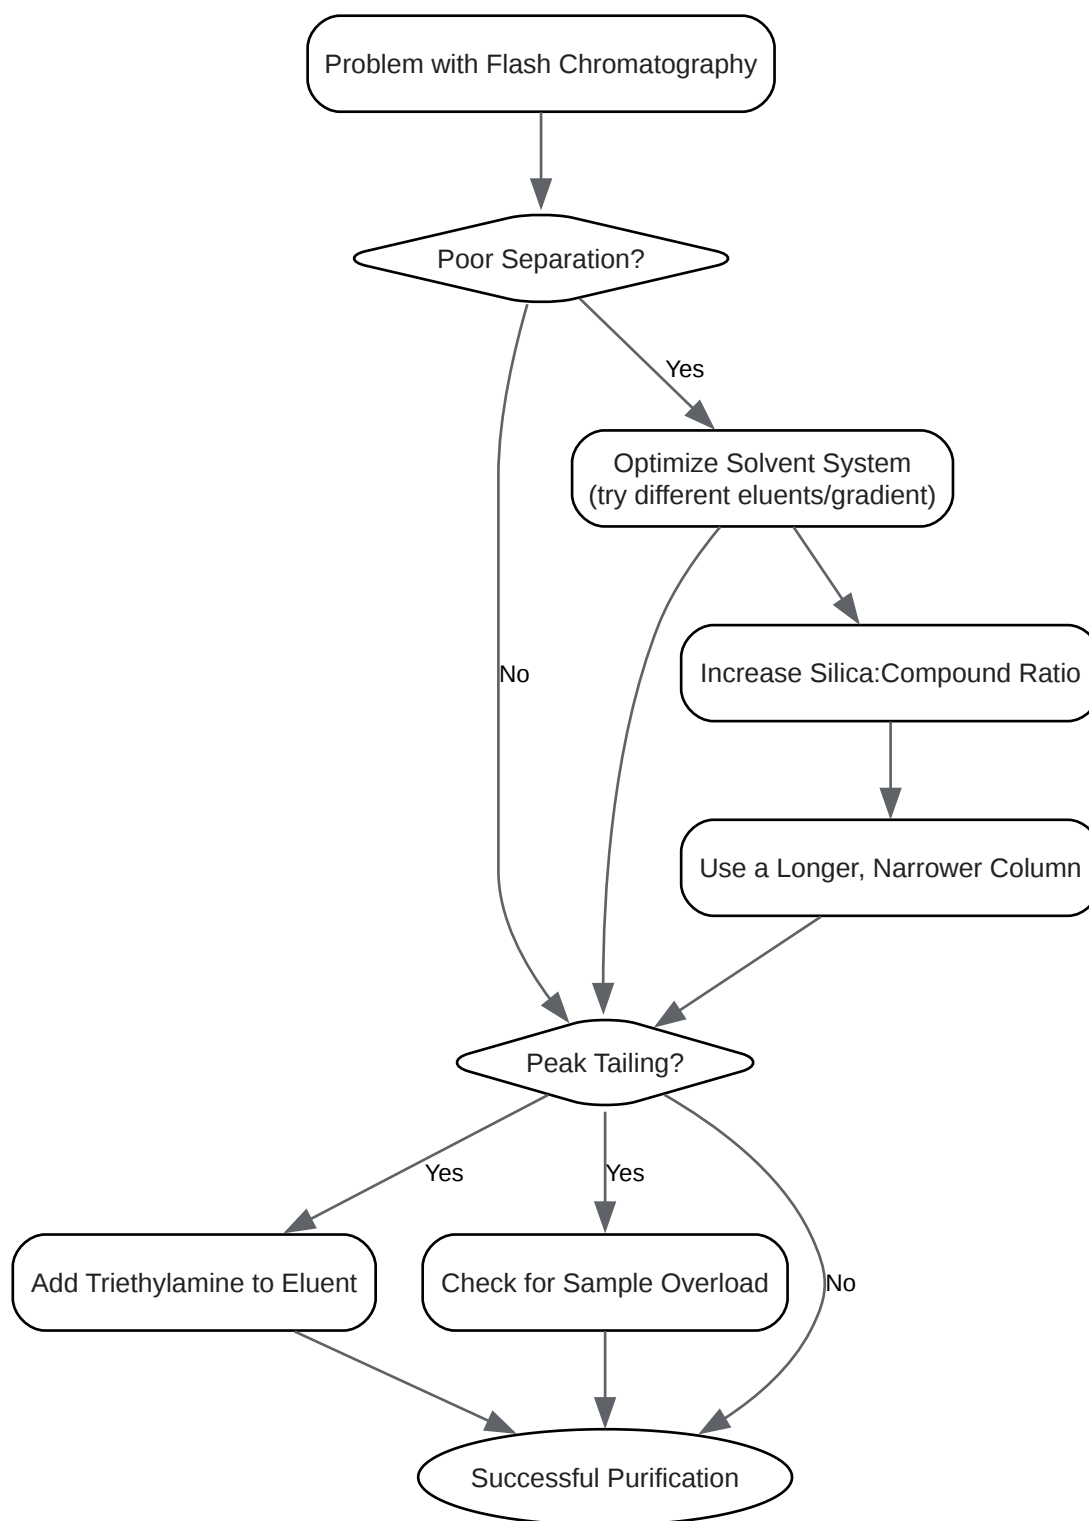 Problem with Flash Chromatography
Poor Separation?
Yes
Optimize Solvent System
(try different eluents/gradient)
No
Increase Silica:Compound Ratio
Use a Longer, Narrower Column
Peak Tailing?
Yes
Yes
Add Triethylamine to Eluent
Check for Sample Overload
No
Successful Purification